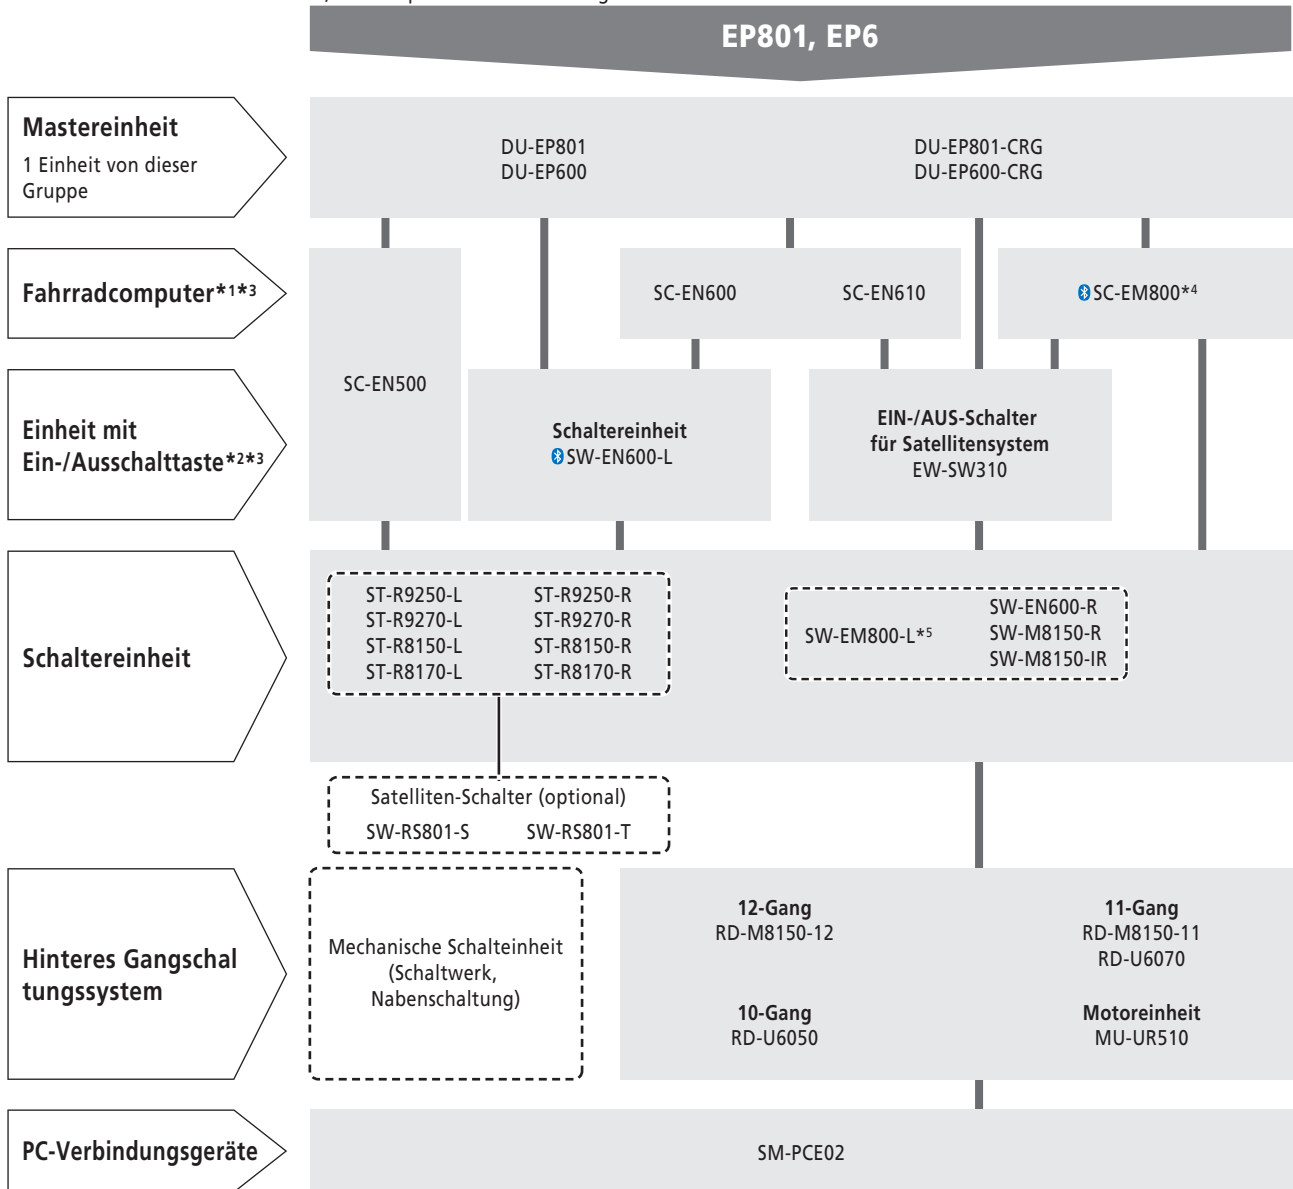 EP801, EP6
Mastereinheit
1 Einheit von dieser
Gruppe
DU-EP801
DU-EP600
DU-EP801-CRG
DU-EP600-CRG
Fahrradcomputer*1*3
SC-EN600
SC-EN610
SC-EM800*4
SC-EN500
Einheit mit
Ein-/Ausschalttaste*2*3
Schaltereinheit
SW-EN600-L
EIN-/AUS-Schalter
für Satellitensystem
EW-SW310
Schaltereinheit
ST-R9250-L
ST-R9270-L
ST-R8150-L
ST-R8170-L
ST-R9250-R
ST-R9270-R
ST-R8150-R
ST-R8170-R
SW-EM800-L*5
SW-EN600-R
SW-M8150-R
SW-M8150-IR
Satelliten-Schalter (optional)
SW-RS801-S
SW-RS801-T
Hinteres Gangschal
tungssystem
Mechanische Schalteinheit
(Schaltwerk,
Nabenschaltung)
12-Gang
RD-M8150-12
11-Gang
RD-M8150-11
RD-U6070
10-Gang
RD-U6050
Motoreinheit
MU-UR510
PC-Verbindungsgeräte
SM-PCE02